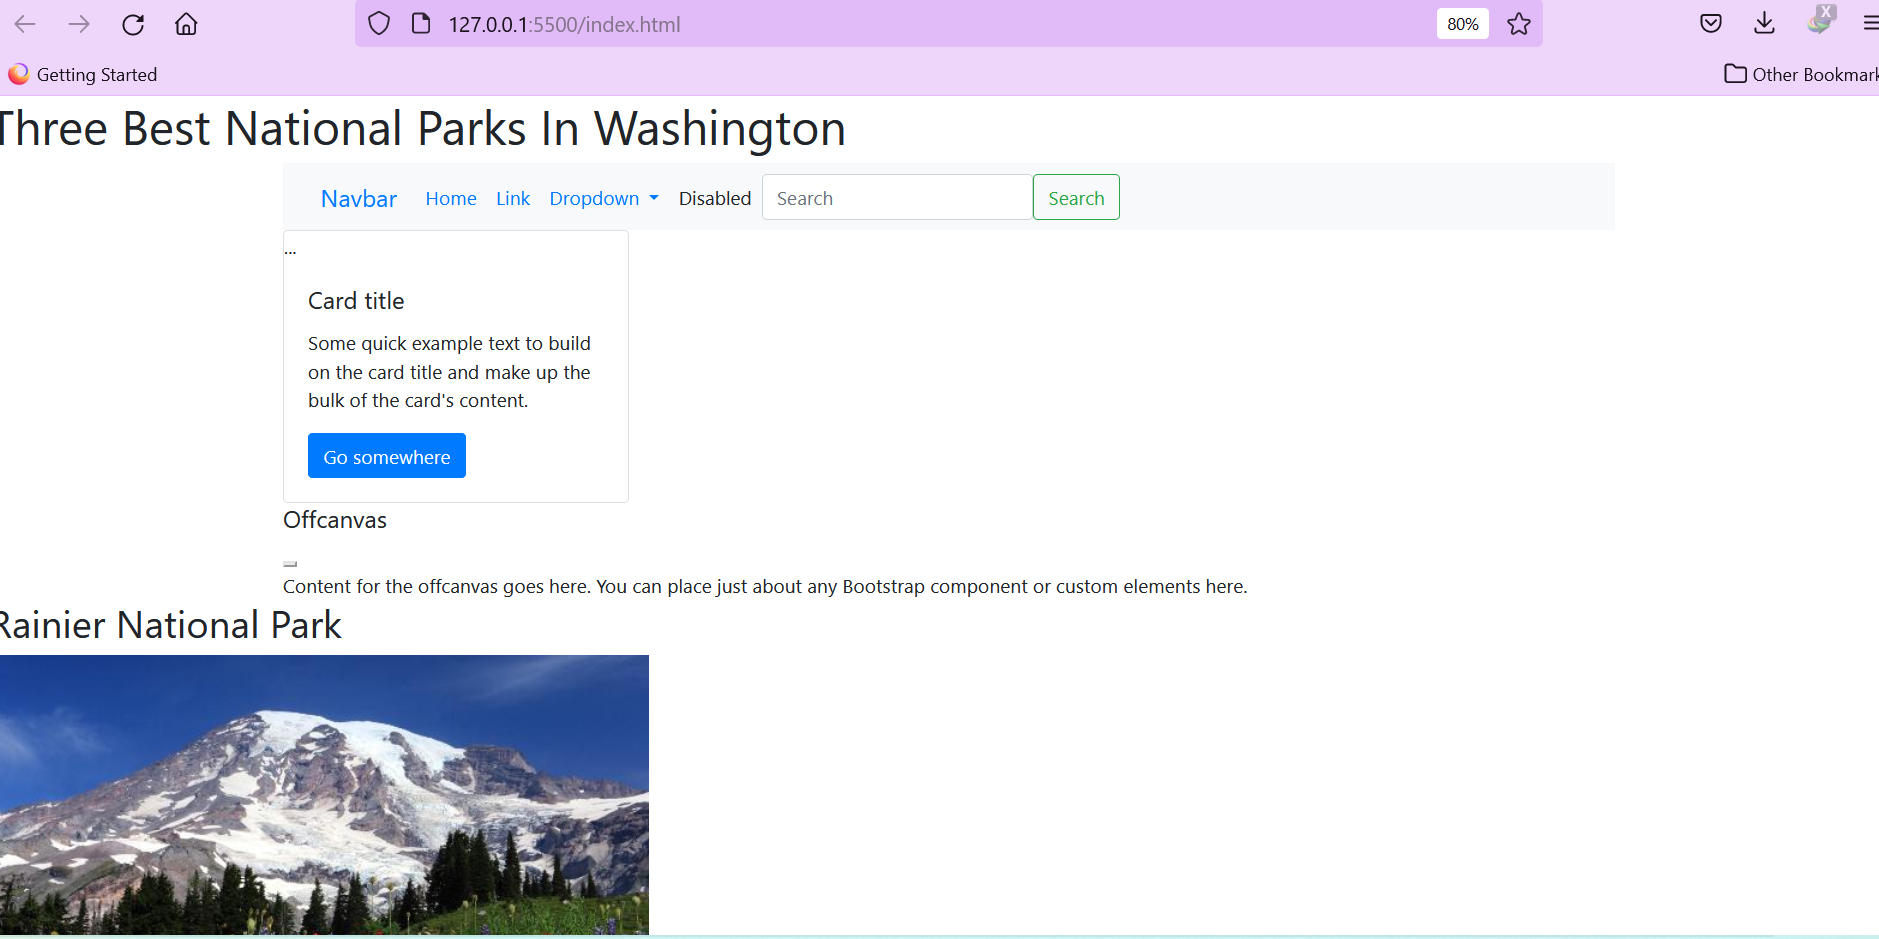 127.0.0.1:5500/index.html
80%
X
Getting Started
Other Bookmark
Three Best National Parks In Washington
Navbar Home Link Dropdown Disabled Search Search
...
Card title
Some quick example text to build
on the card title and make up the
bulk of the card's content.
Go somewhere
Offcanvas
Content for the offcanvas goes here. You can place just about any Bootstrap component or custom elements here.
Rainier National Park